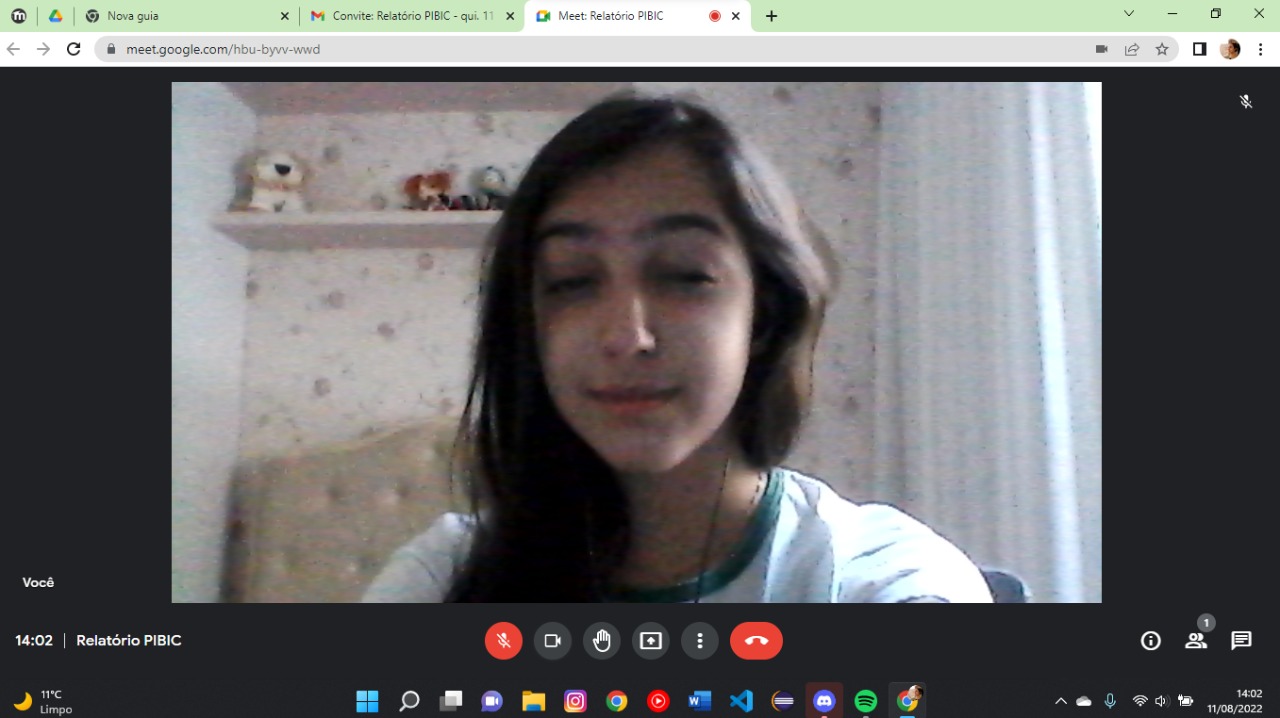 Nova guia
Convite: Relatório PIBIC - qui. 11
Meet: Relatório PIBIC
meet.google.com/hbu-byvv-wwd
Você
14:02 | Relatório PIBIC
1
11°C
Limpo
14:02
11/08/2022